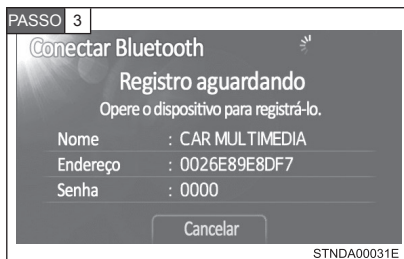 PASSO 3
Conectar Bluetooth
Registro aguardando
Opere o dispositivo para registrá-lo.
Nome : CAR MULTIMEDIA
Endereço : 0026E89E8DF7
Senha : 0000
Cancelar
STNDA00031E